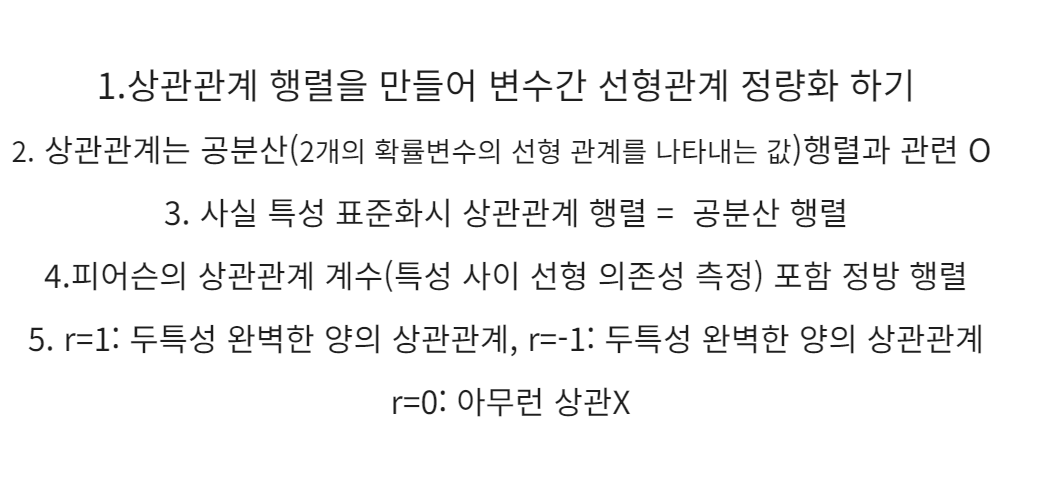 1.상관관계 행렬을 만들어 변수간 선형관계 정량화 하기
2. 상관관계는 공분산(2개의 확률변수의 선형 관계를 나타내는 값)행렬과 관련 O
3. 사실 특성 표준화시 상관관계 행렬 = 공분산 행렬
4.피어슨의 상관관계 계수(특성 사이 선형 의존성 측정) 포함 정방 행렬
5. r=1: 두특성 완벽한 양의 상관관계, r=-1: 두특성 완벽한 양의 상관관계
r=0: 아무런 상관X